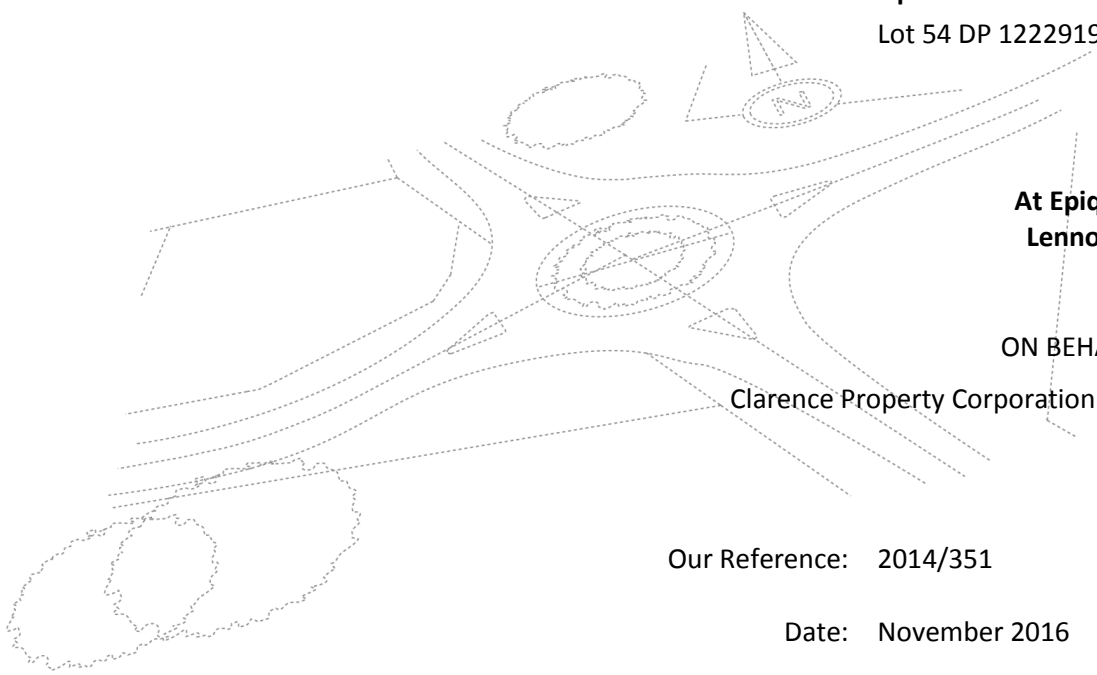 Lot 54 DP 1222919
At Epiq
Lenno
ON BEHA
Clarence Property Corporation
Our Reference: 2014/351
Date: November 2016